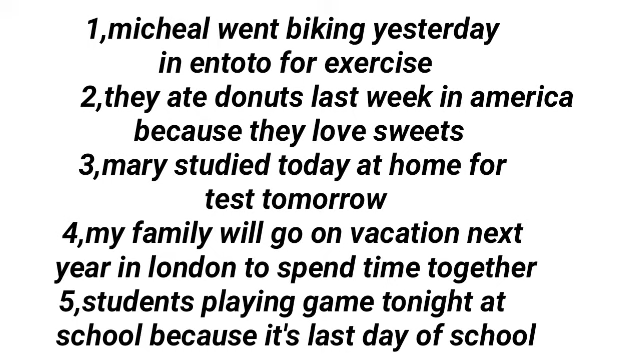 1,micheal went biking yesterday
in entoto for exercise
2,they ate donuts last week in america
because they love sweets
3,mary studied today at home for
test tomorrow
4,my family will go on vacation next
year in london to spend time together
5,students playing game tonight at
school because it's last day of school